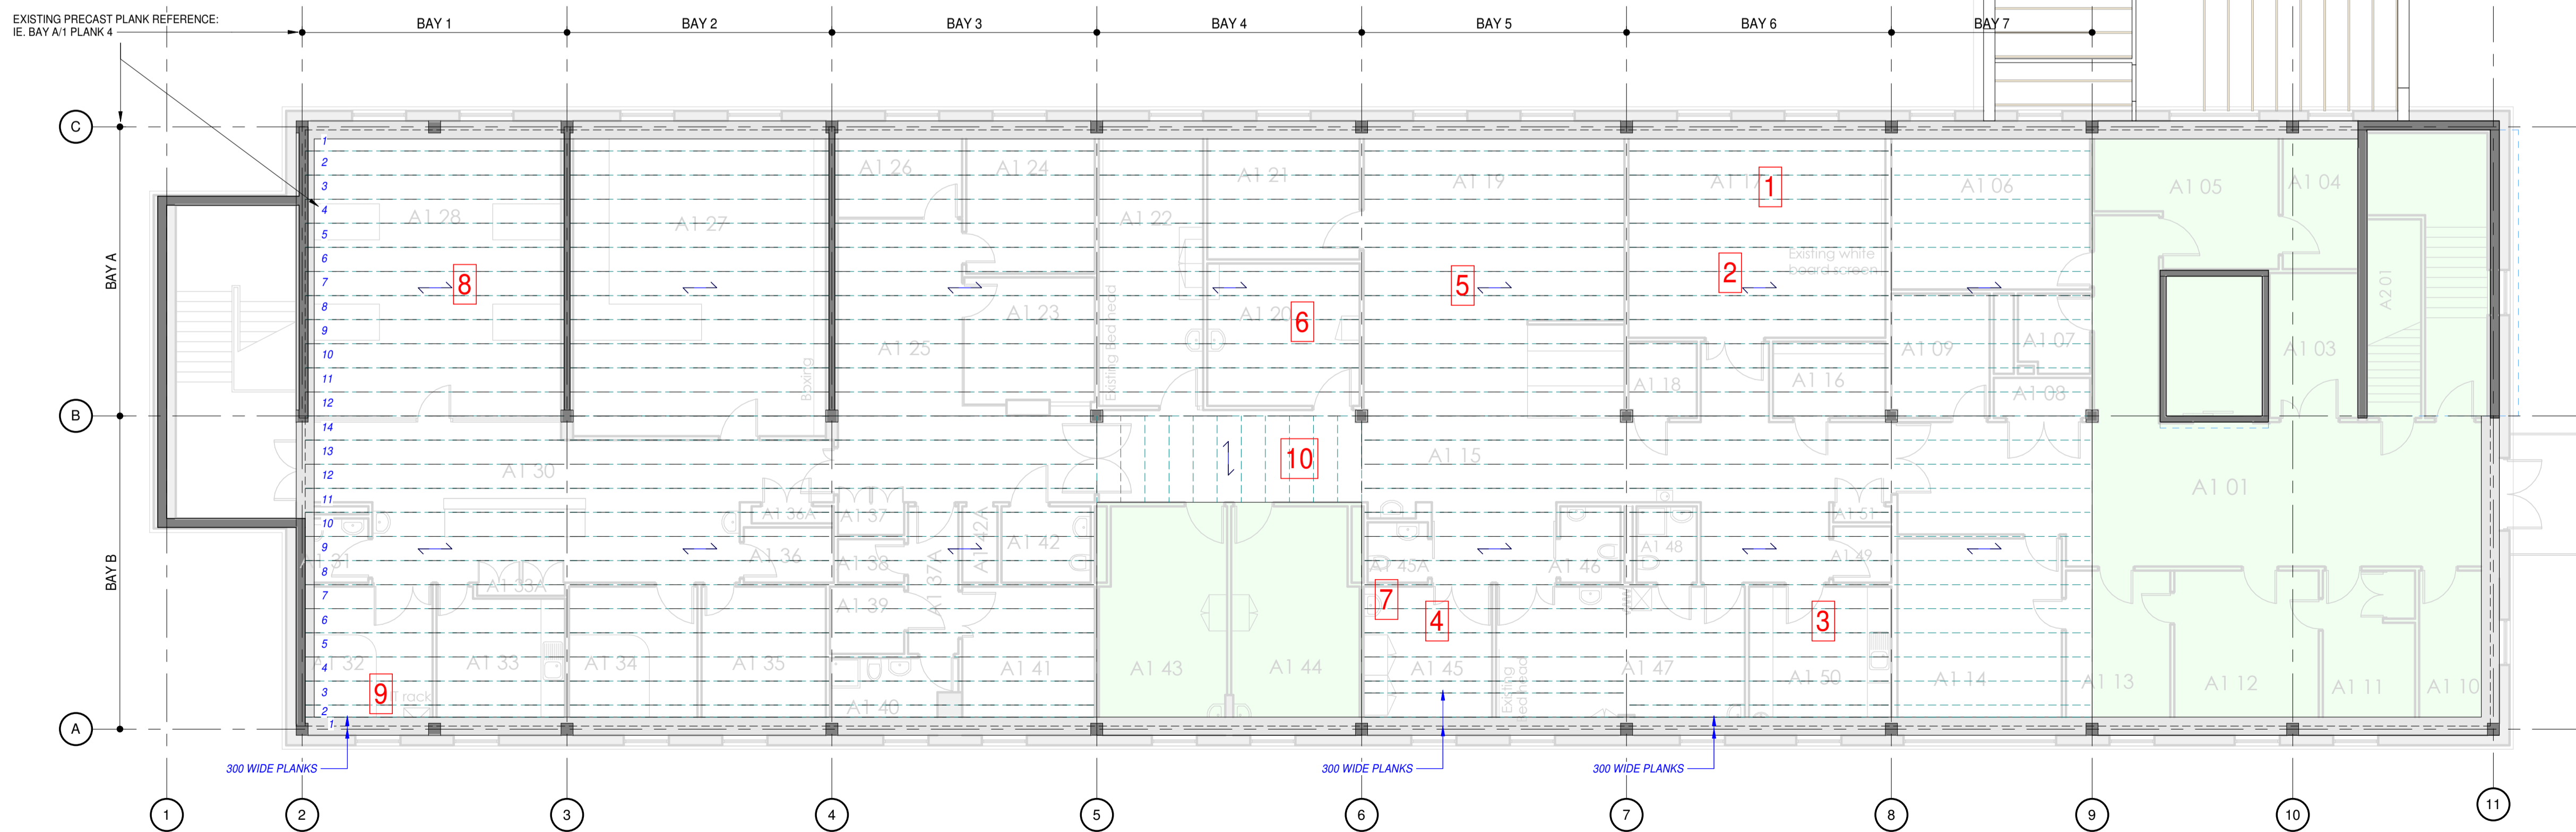 EXISTING PRECAST PLANK REFERENCE:
IE. BAY A/1 PLANK 4
BAY 1
BAY 2
BAY 3
BAY 4
BAY 5
BAY 6
BAY 7
C
1
2
3
4
5
6
7
8
9
10
11
12
BAY A
A1 28
8
A1 27
Boxing
A1 26
A1 24
A1 23
A1 25
A1 22
A1 21
A1 20
6
Existing Bed head
A1 19
5
A1 17
1
2
Existing white
board screen
A1 18
A1 16
A1 06
A1 09
A1 07
A1 08
A1 05
A1 04
A1 03
A2 01
B
14
13
12
11
10
9
8
7
6
5
4
3
2
1
BAY B
A1 30
10
A1 15
A1 01
A1 31
A1 33A
A1 36A
A1 36
A1 37
A1 38
A1 37A
A1 42A
A1 42
A1 45A
A1 46
A1 48
A1 51
A1 49
A1 39
7
4
3
A1 32
A1 33
A1 34
A1 35
A1 40
A1 41
A1 43
A1 44
A1 45
Existing
Bed head
A1 47
A1 50
A1 14
A1 13
A1 12
A1 11
A1 10
9
Track
A
300 WIDE PLANKS
300 WIDE PLANKS
300 WIDE PLANKS
1
2
3
4
5
6
7
8
9
10
11